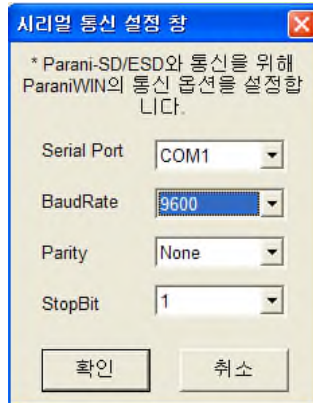 시리얼 통신 설정 창
* Parani-SD/ESD와 통신을 위해
ParaniWIN의 통신 옵션을 설정합
니다.
Serial Port COM1
BaudRate 9600
Parity None
StopBit 1
확인 취소